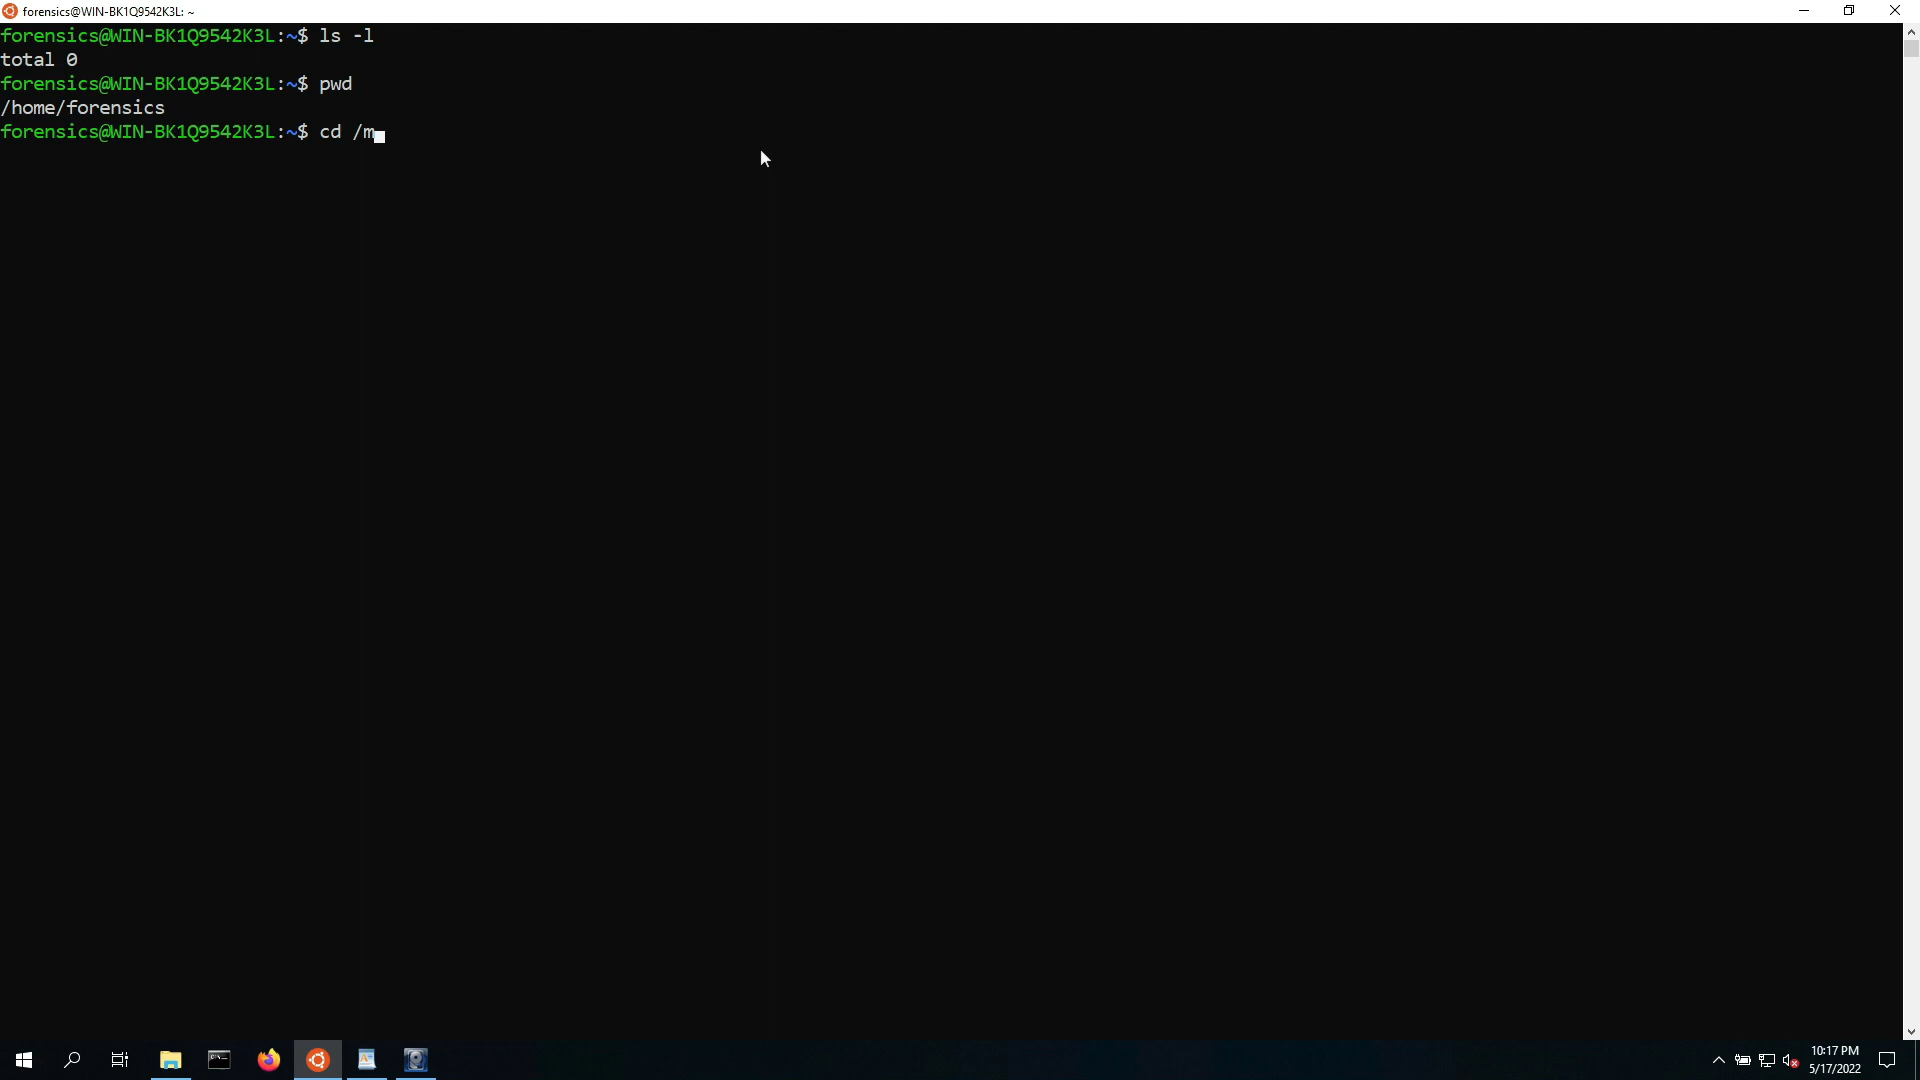 forensics@WIN-BK1Q9542K3L: ~
forensics@WIN-BK1Q9542K3L:~$ ls -l
total 0
forensics@WIN-BK1Q9542K3L:~$ pwd
/home/forensics
forensics@WIN-BK1Q9542K3L:~$ cd /m
10:17 PM
5/17/2022